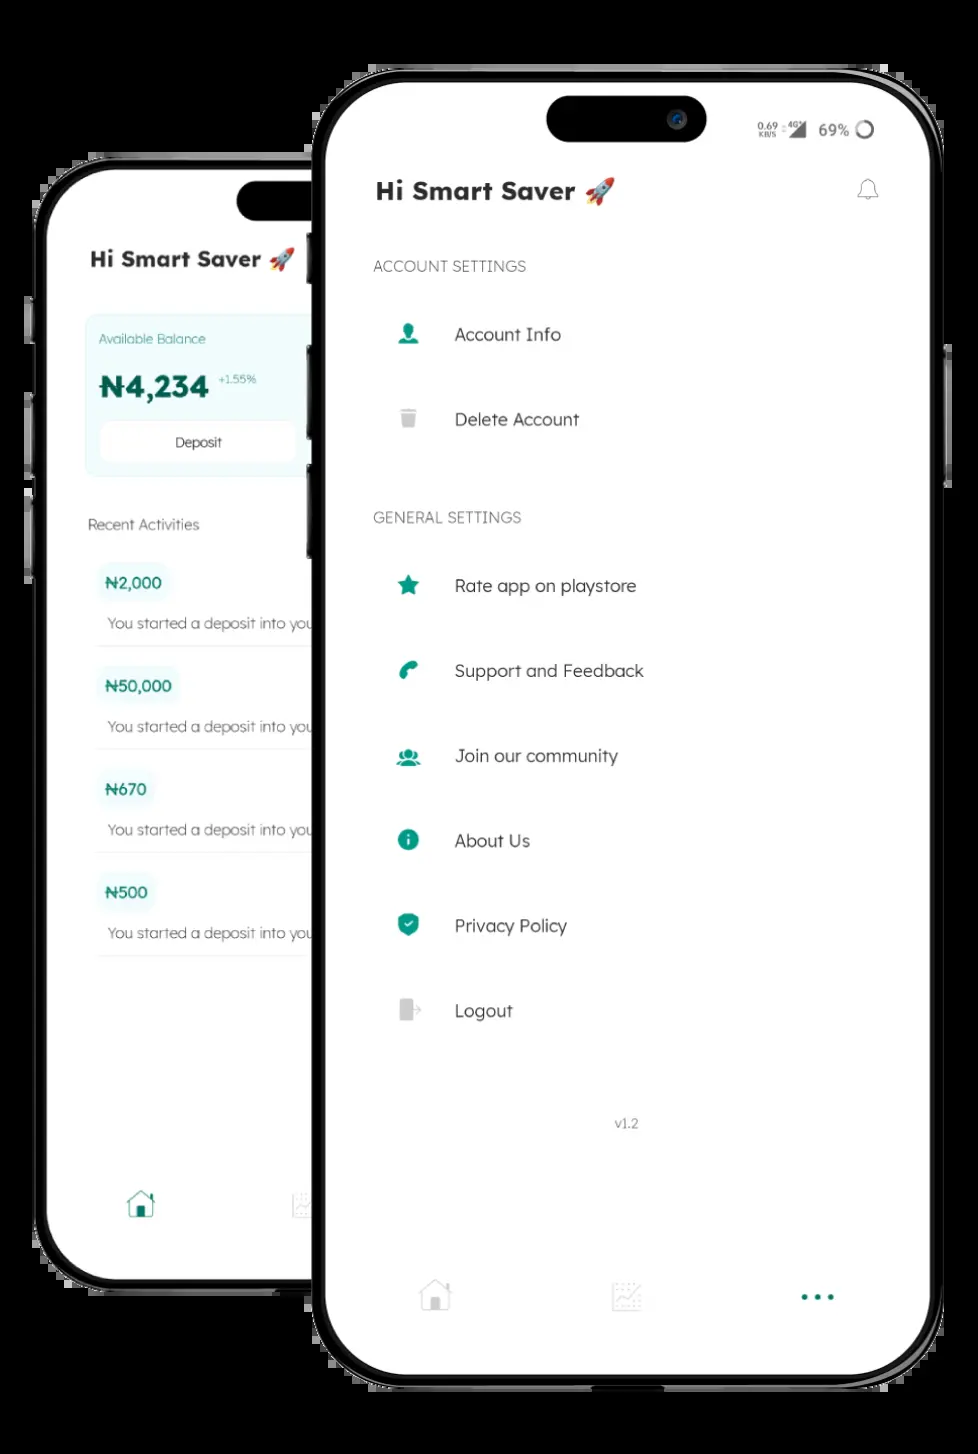 Hi Smart Saver 🚀
Available Balance
₦4,234 +1.55%
Deposit
Recent Activities
₦2,000
You started a deposit into you
₦50,000
You started a deposit into you
₦670
You started a deposit into you
₦500
You started a deposit into you
0.69 KB/S 4G 69%
Hi Smart Saver 🚀
ACCOUNT SETTINGS
Account Info
Delete Account
GENERAL SETTINGS
Rate app on playstore
Support and Feedback
Join our community
About Us
Privacy Policy
Logout
v1.2